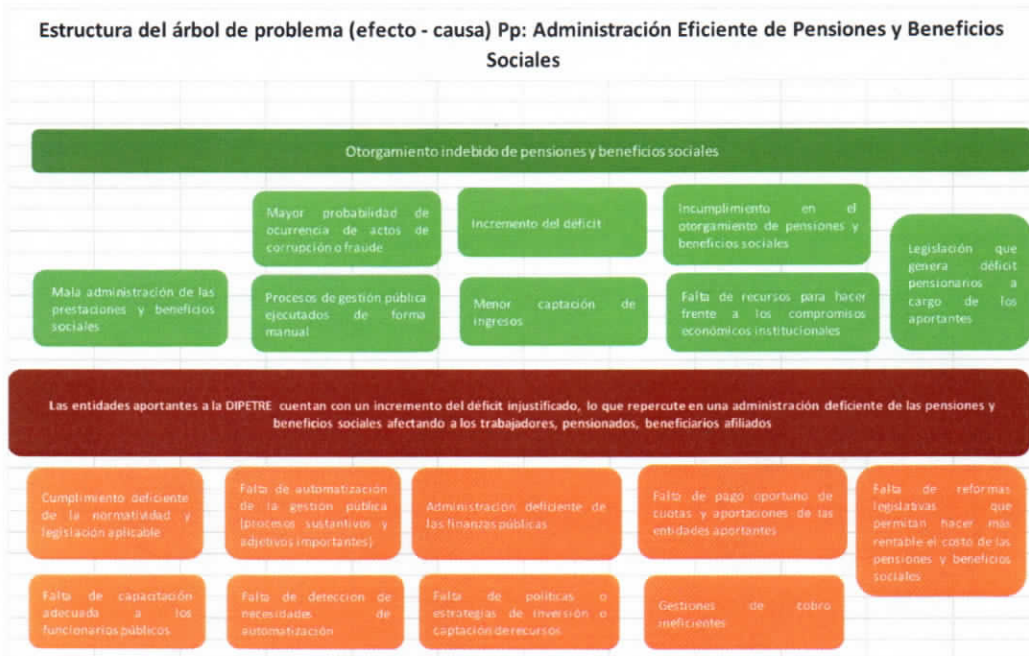 Estructura del árbol de problema (efecto - causa) Pp: Administración Eficiente de Pensiones y Beneficios
Sociales
Otorgamiento indebido de pensiones y beneficios sociales
Mayor probabilidad de
ocurrencia de actos de
corrupción o fraude
Incremento del déficit
Incumplimiento en el
otorgamiento de pensiones y
beneficios sociales
Legislación que
genera déficit
pensionarios a
cargo de los
aportantes
Mala administración de las
prestaciones y beneficios
sociales
Procesos de gestión pública
ejecutados de forma
manual
Menor captación de
ingresos
Falta de recursos para hacer
frente a los compromisos
económicos institucionales
Las entidades aportantes a la DIPETRE cuentan con un incremento del déficit injustificado, lo que repercute en una administración deficiente de las pensiones y
beneficios sociales afectando a los trabajadores, pensionados, beneficiarios afiliados
Cumplimiento deficiente
de la normatividad y
legislación aplicable
Falta de automatización
de la gestión pública
(procesos sustantivos y
adjetivos importantes)
Administración deficiente de
las finanzas públicas
Falta de pago oportuno de
cuotas y aportaciones de las
entidades aportantes
Falta de reformas
legislativas que
permitan hacer más
rentable el costo de las
pensiones y beneficios
sociales
Falta de capacitación
adecuada a los
funcionarios públicos
Falta de detección de
necesidades de
automatización
Falta de políticas o
estrategias de inversión o
captación de recursos
Gestiones de cobro
ineficientes